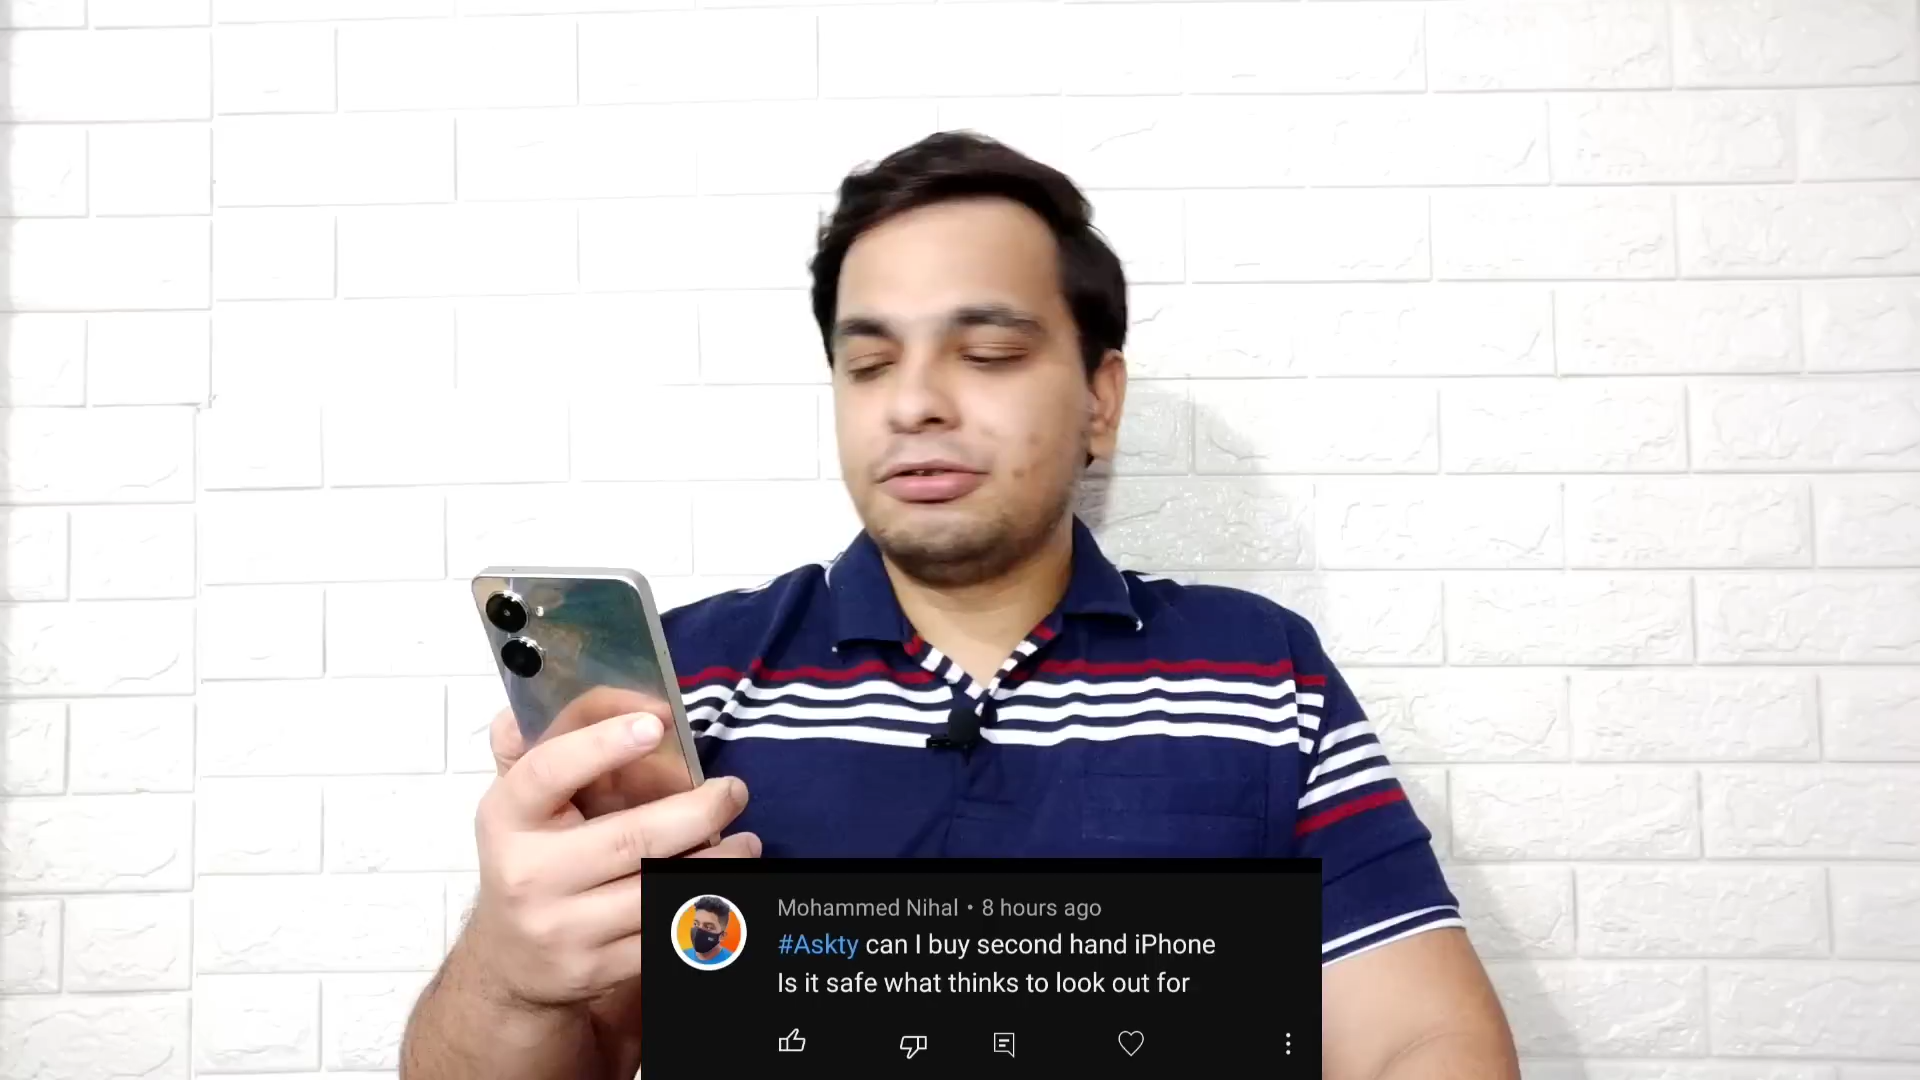 Mohammed Nihal • 8 hours ago
#Askty can I buy second hand iPhone
Is it safe what thinks to look out for